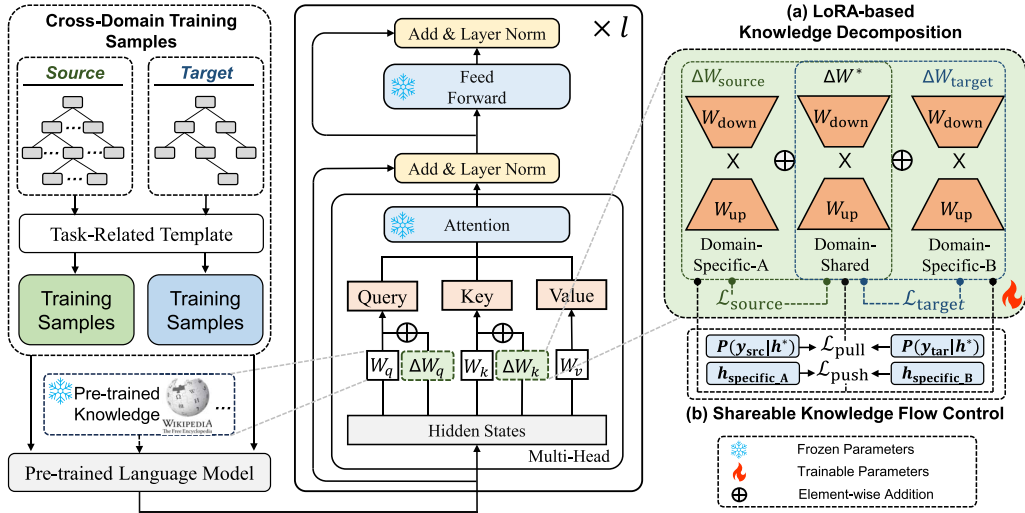 Cross-Domain Training
Samples
Source
Target
Task-Related Template
Training
Samples
Training
Samples
Pre-trained
Knowledge
WIKIPEDIA
The Free Encyclopedia
...
Pre-trained Language Model
× l
Add & Layer Norm
Feed
Forward
Add & Layer Norm
Attention
Query
Key
Value
W_q
ΔW_q
W_k
ΔW_k
W_v
Hidden States
Multi-Head
(a) LoRA-based
Knowledge Decomposition
ΔW_source
ΔW*
ΔW_target
W_down
W_down
W_down
X
X
X
W_up
W_up
W_up
Domain-
Specific-A
Domain-
Shared
Domain-
Specific-B
ℒ_source
ℒ_target
P(y_src|h*)
ℒ_pull
P(y_tar|h*)
h_specific_A
ℒ_push
h_specific_B
(b) Shareable Knowledge Flow Control
Frozen Parameters
Trainable Parameters
Element-wise Addition